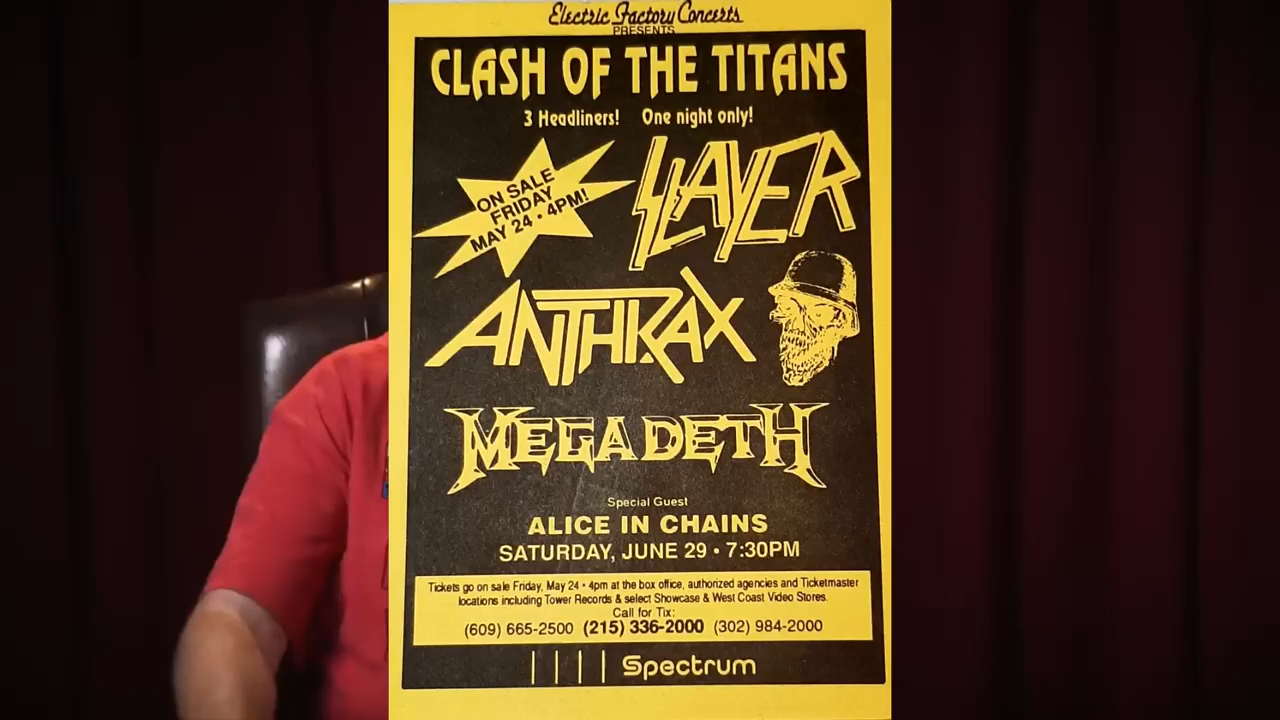 Electric Factory Concerts
PRESENTS
CLASH OF THE TITANS
3 Headliners! One night only!
ON SALE
FRIDAY
MAY 24 • 4PM!
SLAYER
ANTHRAX
MEGADETH
Special Guest
ALICE IN CHAINS
SATURDAY, JUNE 29 • 7:30PM
Tickets go on sale Friday, May 24 • 4pm at the box office, authorized agencies and Ticketmaster
locations including Tower Records & select Showcase & West Coast Video Stores.
Call for Tix:
(609) 665-2500 (215) 336-2000 (302) 984-2000
Spectrum